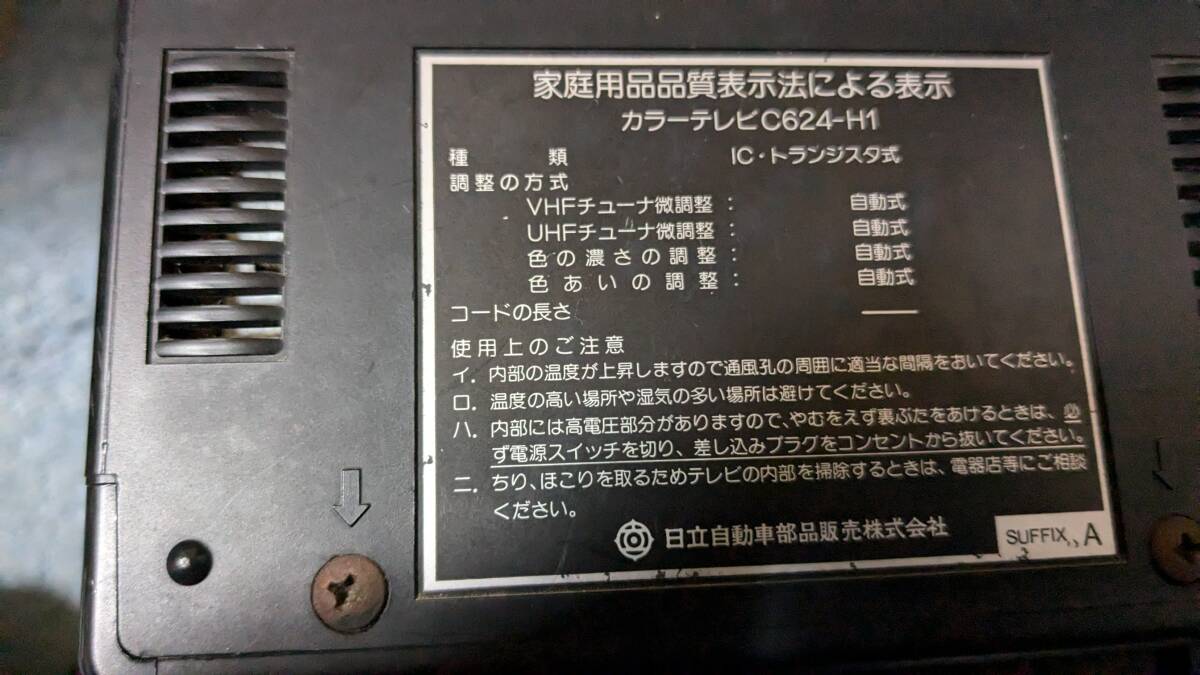 家庭用品品質表示法による表示
カラーテレビC624-H1
種類 IC・トランジスタ式
調整の方式
VHFチューナ微調整： 自動式
UHFチューナ微調整： 自動式
色の濃さの調整： 自動式
色あいの調整： 自動式
コードの長さ ――
使用上のご注意
イ．内部の温度が上昇しますので通風孔の周囲に適当な間隔をおいてください。
ロ．温度の高い場所や湿気の多い場所は避けてください。
ハ．内部には高電圧部分がありますので、やむをえず裏ぶたをあけるときは、必
ず電源スイッチを切り、差し込みプラグをコンセントから抜いてください。
ニ．ちり、ほこりを取るためテレビの内部を掃除するときは、電器店等にご相談
ください。
日立自動車部品販売株式会社
SUFFIX A